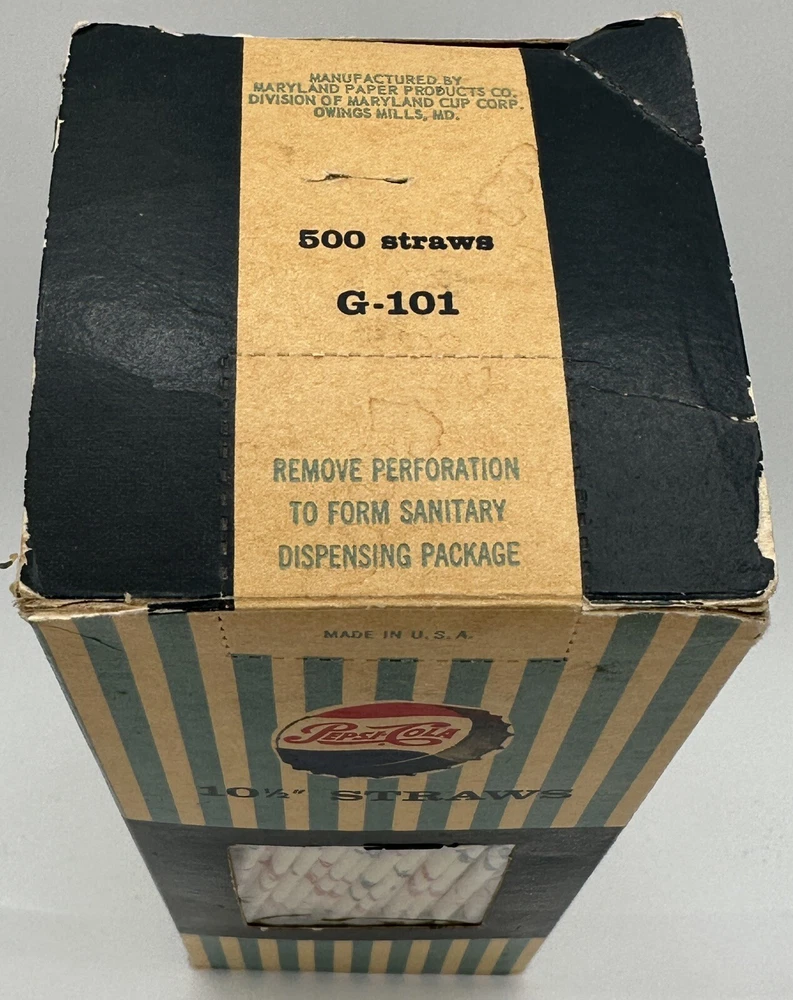 MANUFACTURED BY
MARYLAND PAPER PRODUCTS CO.
DIVISION OF MARYLAND CUP CORP.
OWINGS MILLS, MD.
500 straws
G-101
REMOVE PERFORATION
TO FORM SANITARY
DISPENSING PACKAGE
MADE IN U.S.A.
PEPSI-COLA
10½" STRAWS